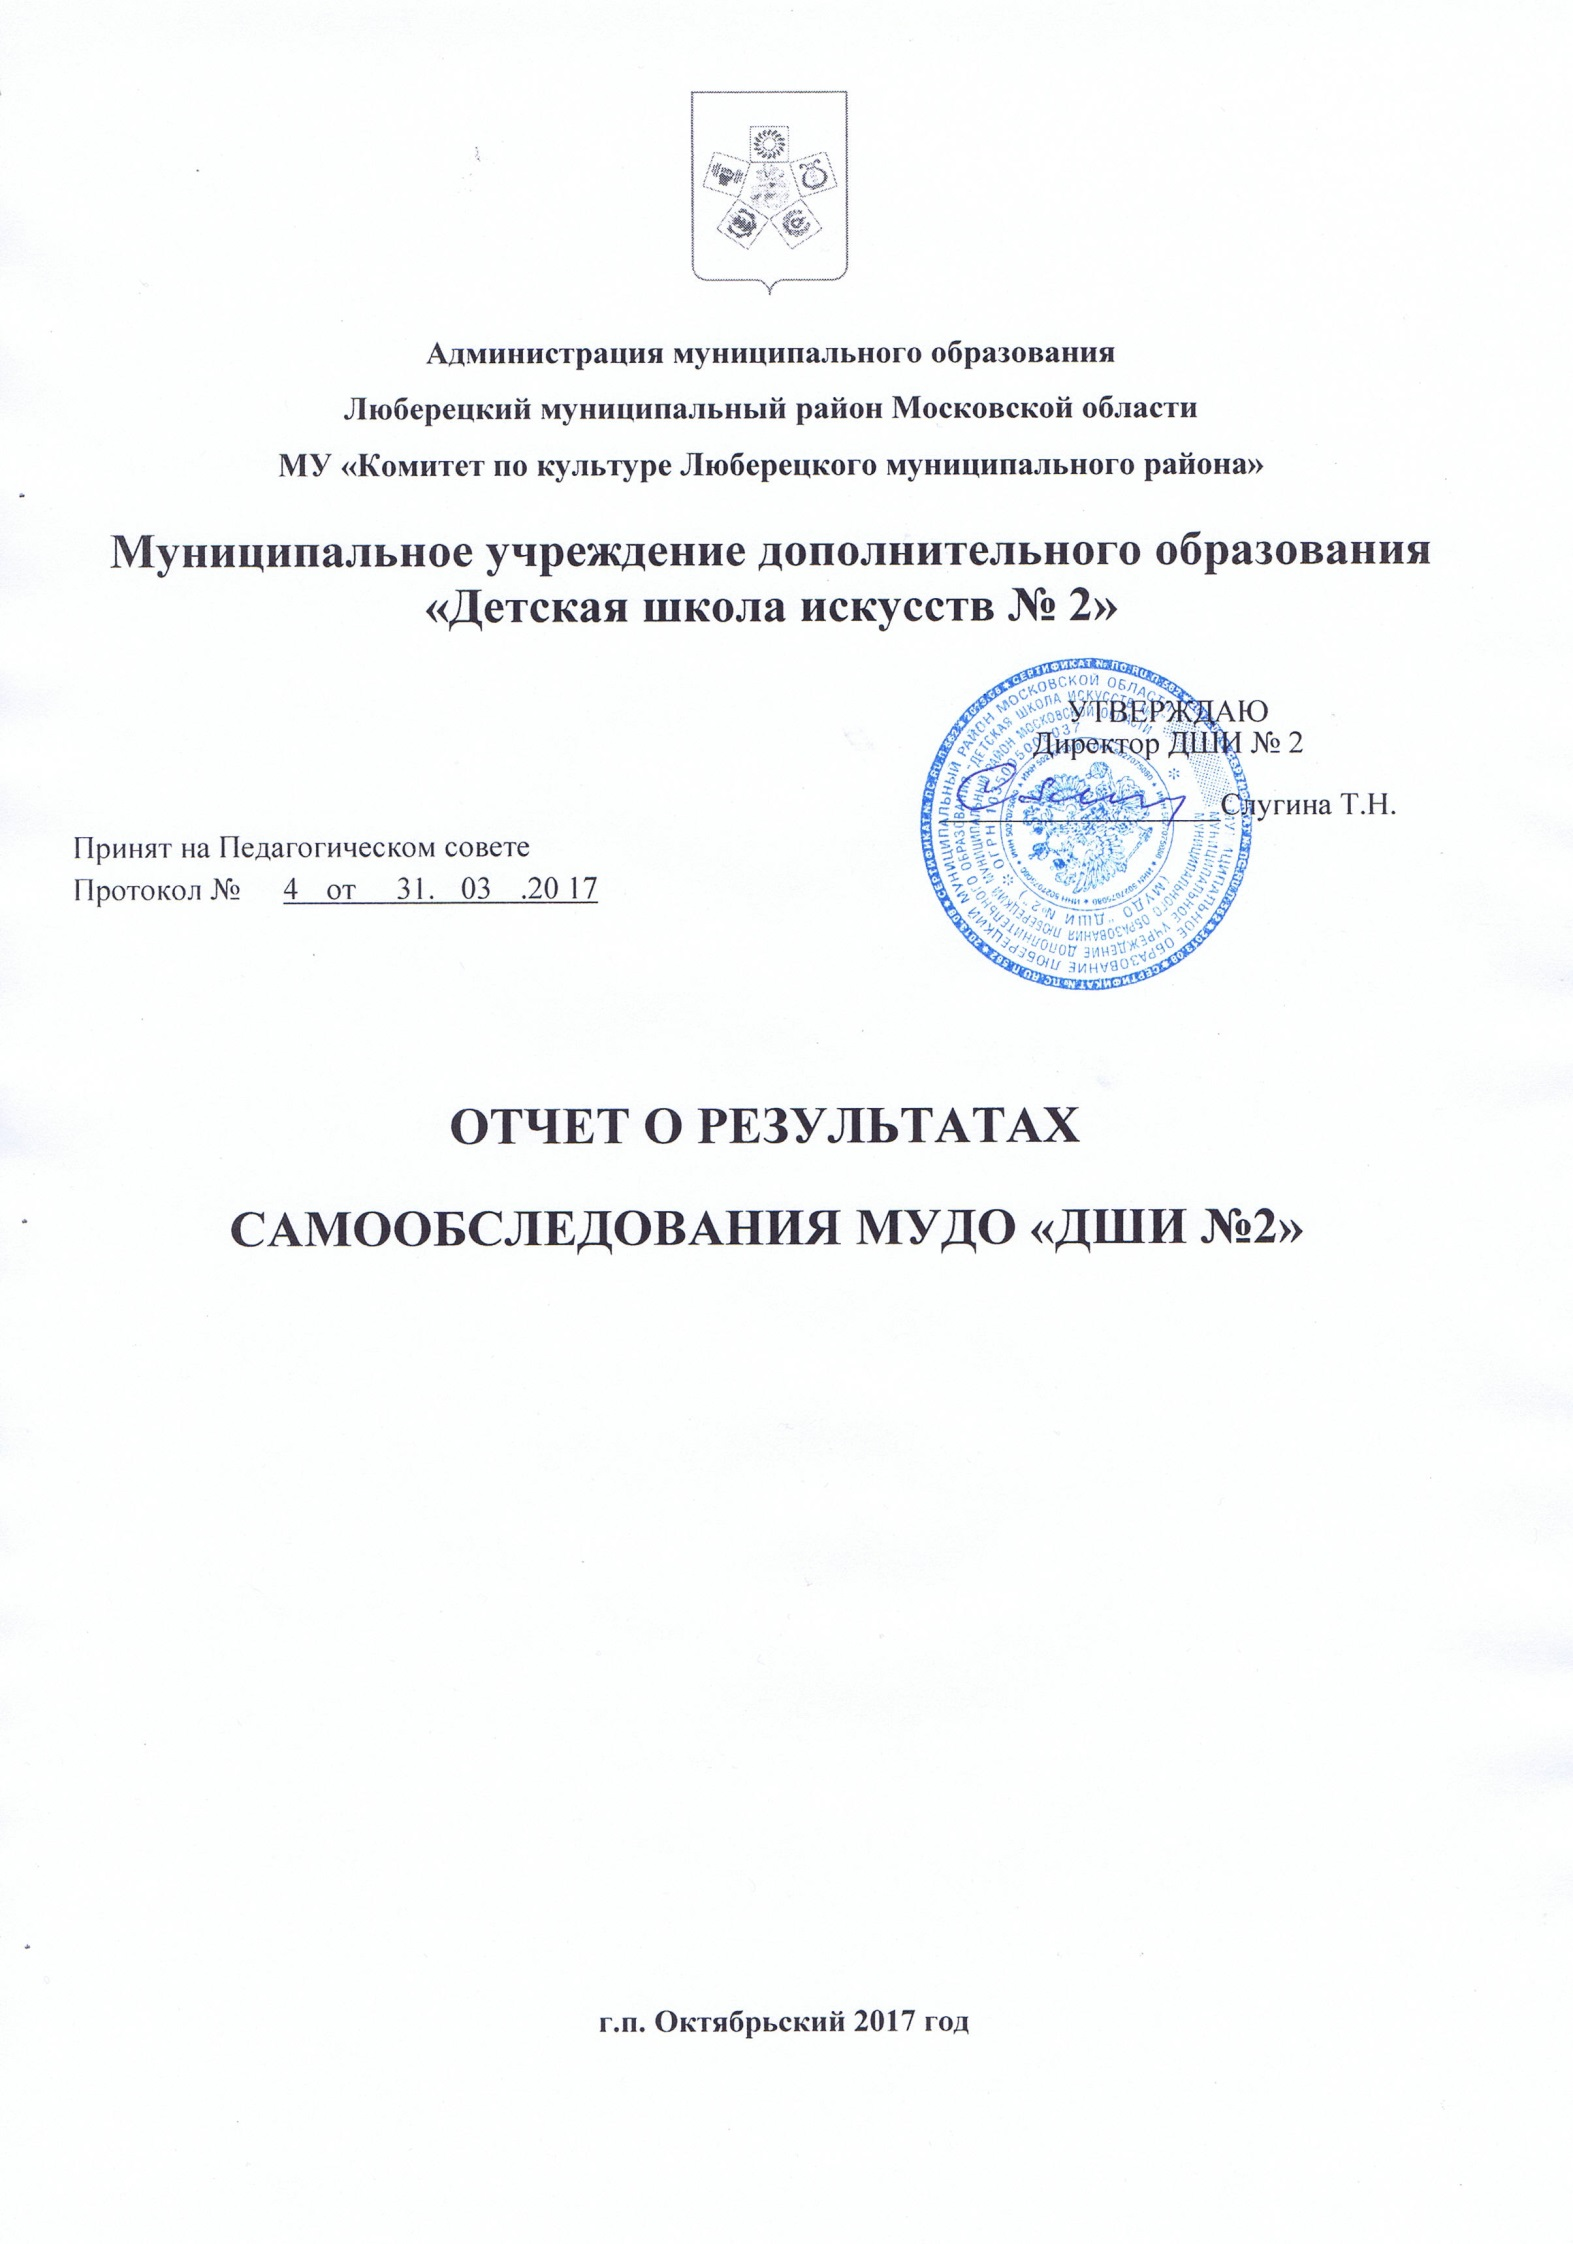 Администрация муниципального образования
Люберецкий муниципальный район Московской области
МУ «Комитет по культуре Люберецкого муниципального района»
Муниципальное учреждение дополнительного образования
«Детская школа искусств № 2»
УТВЕРЖДАЮ
Директор ДШИ № 2
Слугина Т.Н.
Принят на Педагогическом совете
Протокол № 4 от 31. 03 .20 17
ОТЧЕТ О РЕЗУЛЬТАТАХ
САМООБСЛЕДОВАНИЯ МУДО «ДШИ №2»
г.п. Октябрьский 2017 год